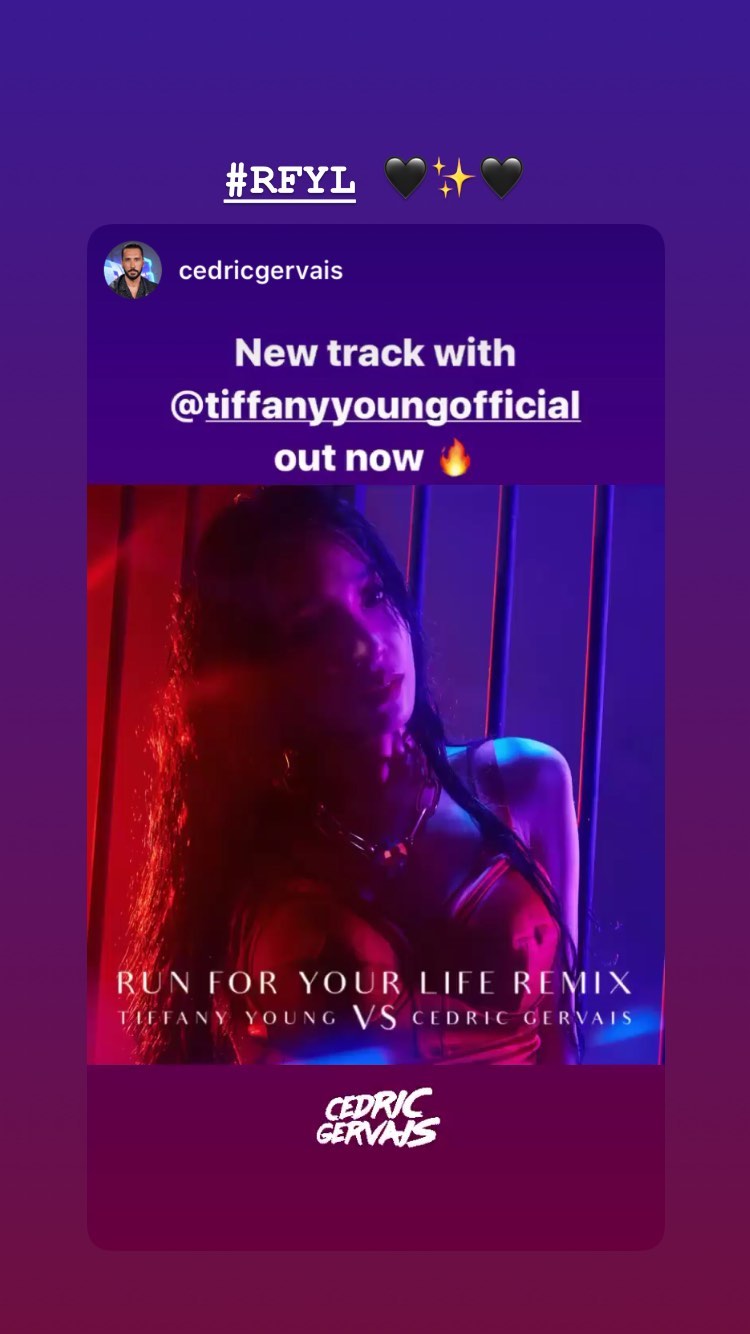 #RFYL 🖤✨🖤
cedricgervais
New track with
@tiffanyyoungofficial
out now 🔥
RUN FOR YOUR LIFE REMIX
TIFFANY YOUNG VS CEDRIC GERVAIS
CEDRIC
GERVAIS